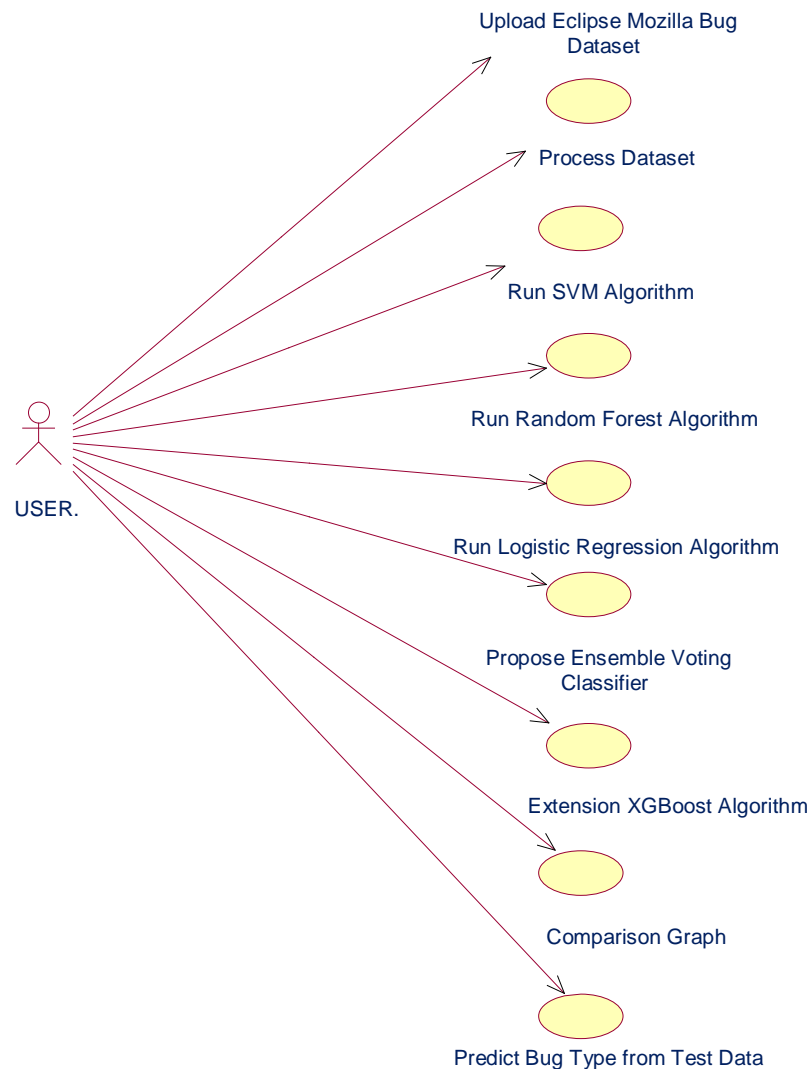 Upload Eclipse Mozilla Bug
Dataset
Process Dataset
Run SVM Algorithm
Run Random Forest Algorithm
USER.
Run Logistic Regression Algorithm
Propose Ensemble Voting
Classifier
Extension XGBoost Algorithm
Comparison Graph
Predict Bug Type from Test Data